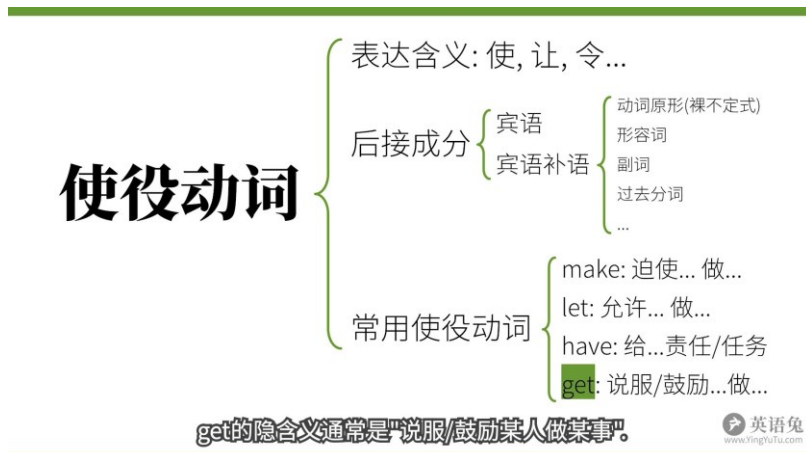 使役动词
表达含义: 使, 让, 令...
后接成分
宾语
宾语补语
动词原形(裸不定式)
形容词
副词
过去分词
...
常用使役动词
make: 迫使... 做...
let: 允许... 做...
have: 给...责任/任务
get: 说服/鼓励...做...
get的隐含义通常是"说服/鼓励某人做某事".
英语兔
www.YingYuTu.com